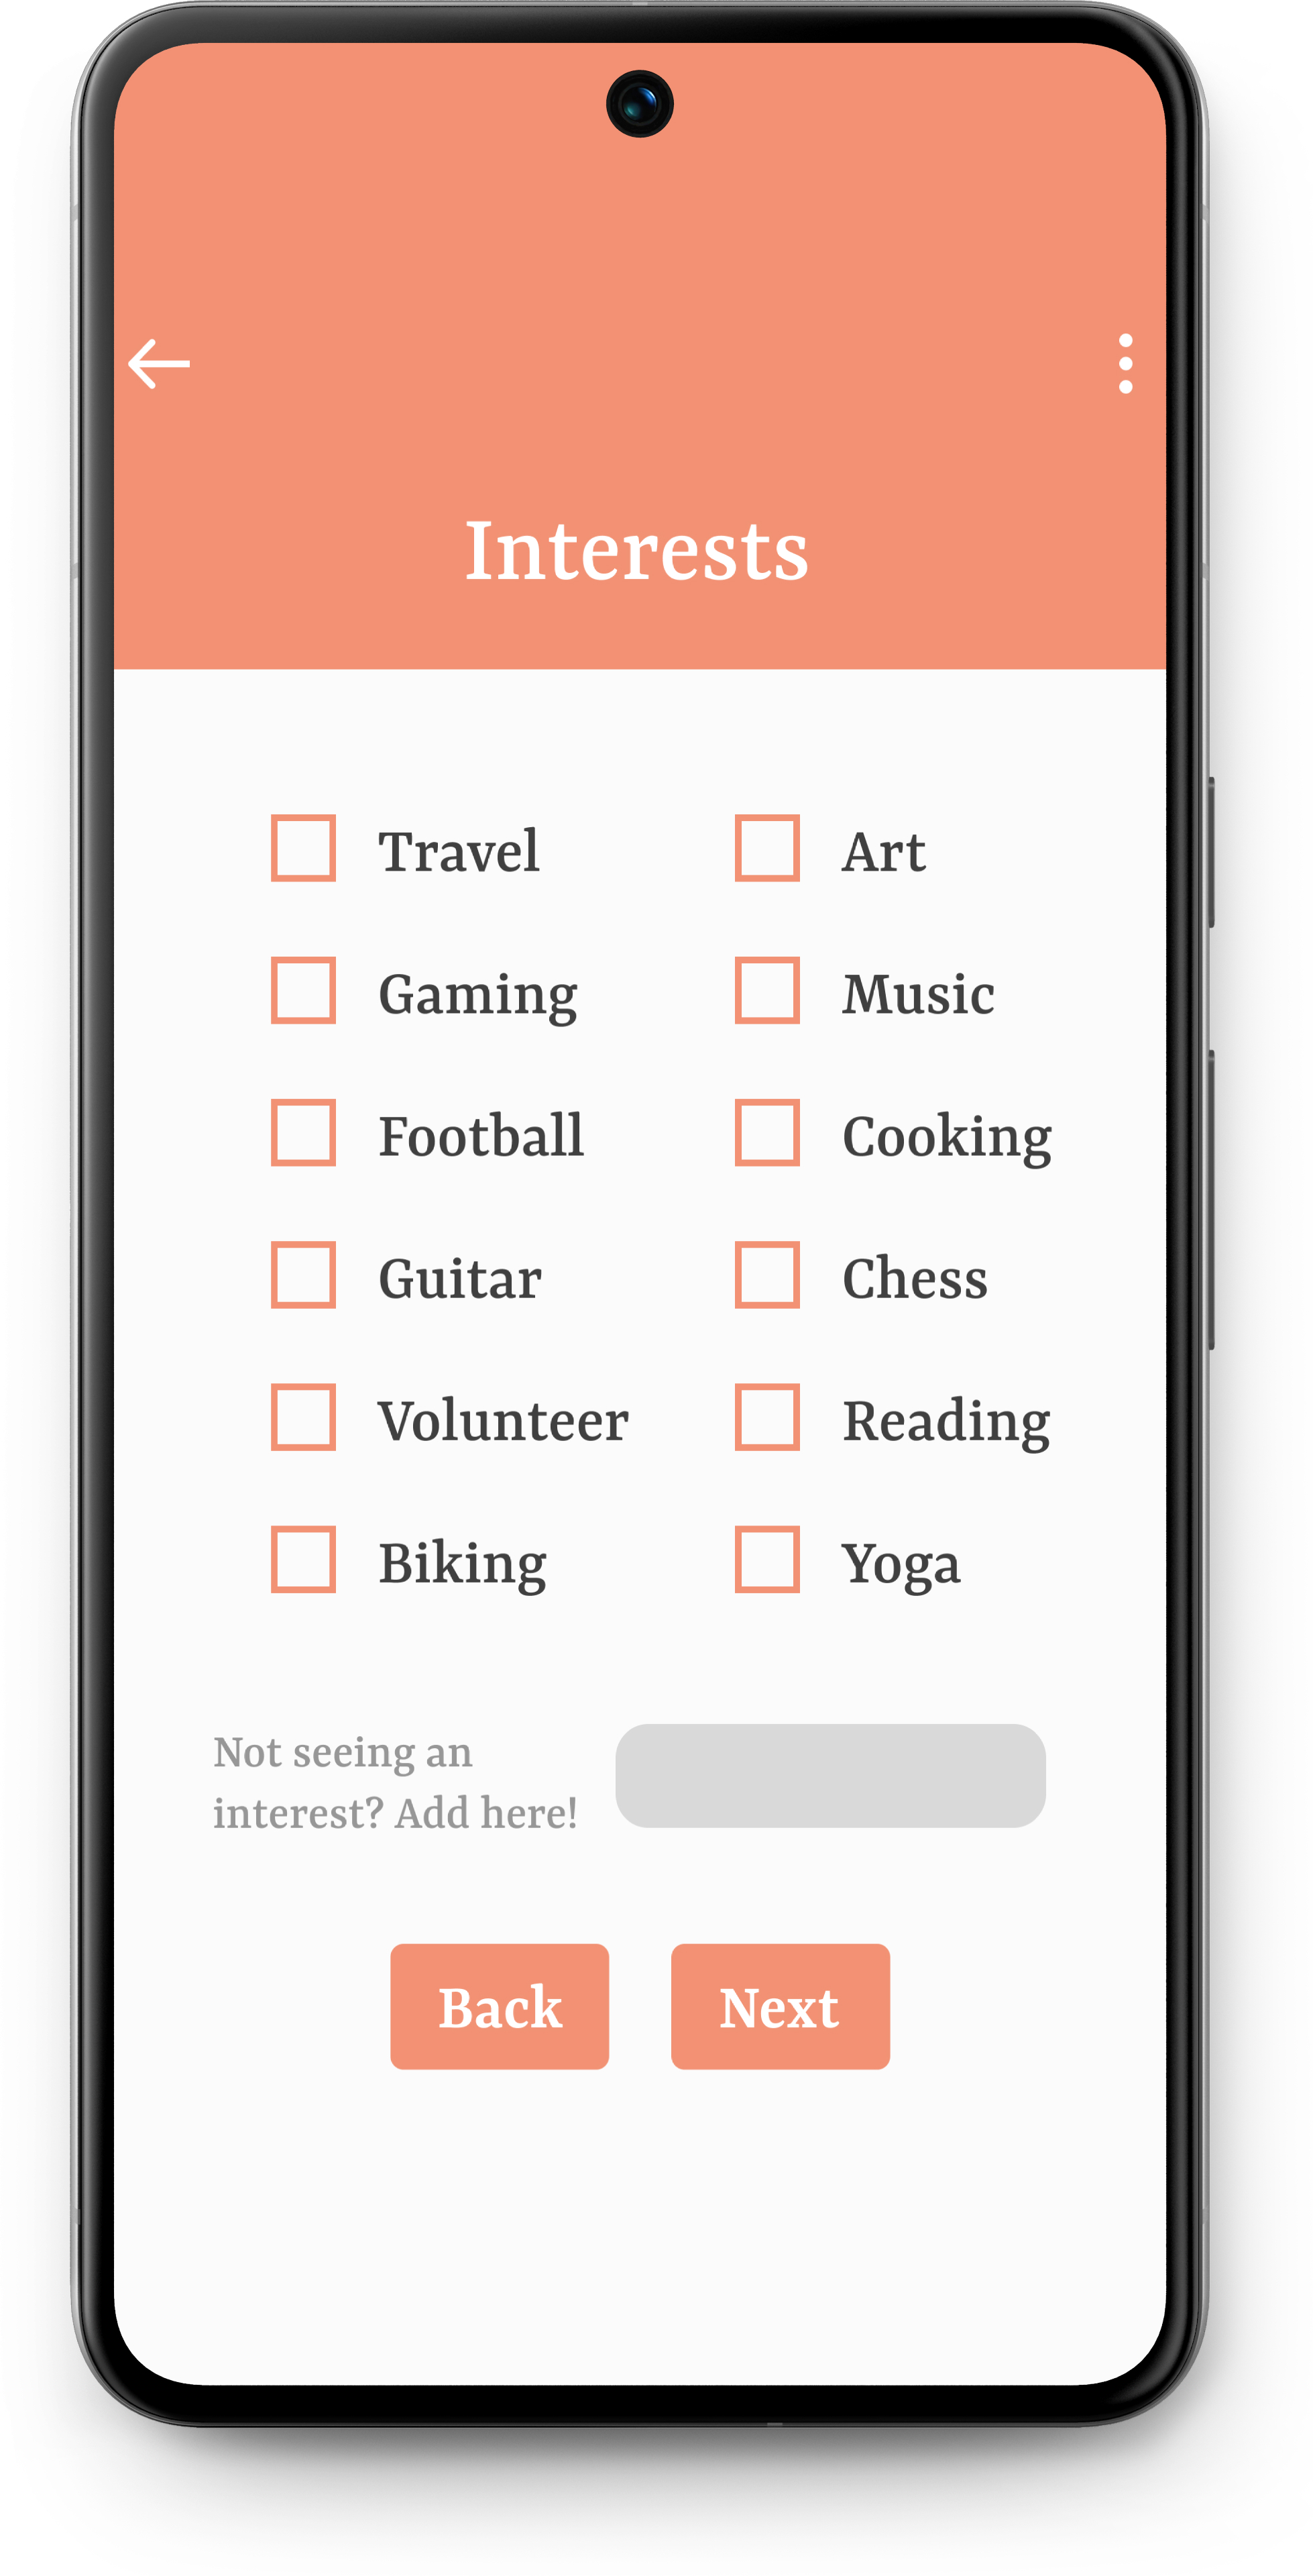 Interests
Travel
Art
Gaming
Music
Football
Cooking
Guitar
Chess
Volunteer
Reading
Biking
Yoga
Not seeing an
interest? Add here!
Back
Next